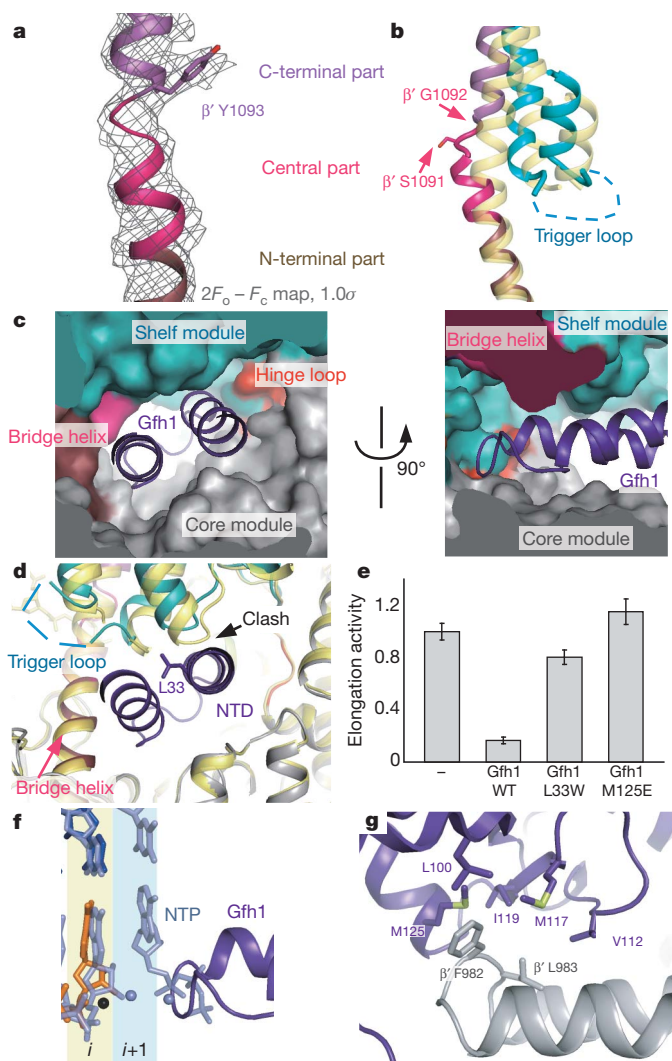 a
C-terminal part
β′ Y1093
Central part
N-terminal part
2Fo – Fc map, 1.0σ
b
β′ G1092
β′ S1091
Trigger loop
c
Shelf module
Hinge loop
Gfh1
Bridge helix
Core module
90°
Bridge helix
Shelf module
Gfh1
Core module
d
Clash
Trigger loop
L33
NTD
Bridge helix
e
Elongation activity
1.2
0.8
0.4
0
–
Gfh1 WT
Gfh1 L33W
Gfh1 M125E
f
NTP
Gfh1
i
i+1
g
L100
M125
I119
M117
V112
β′ F982
β′ L983